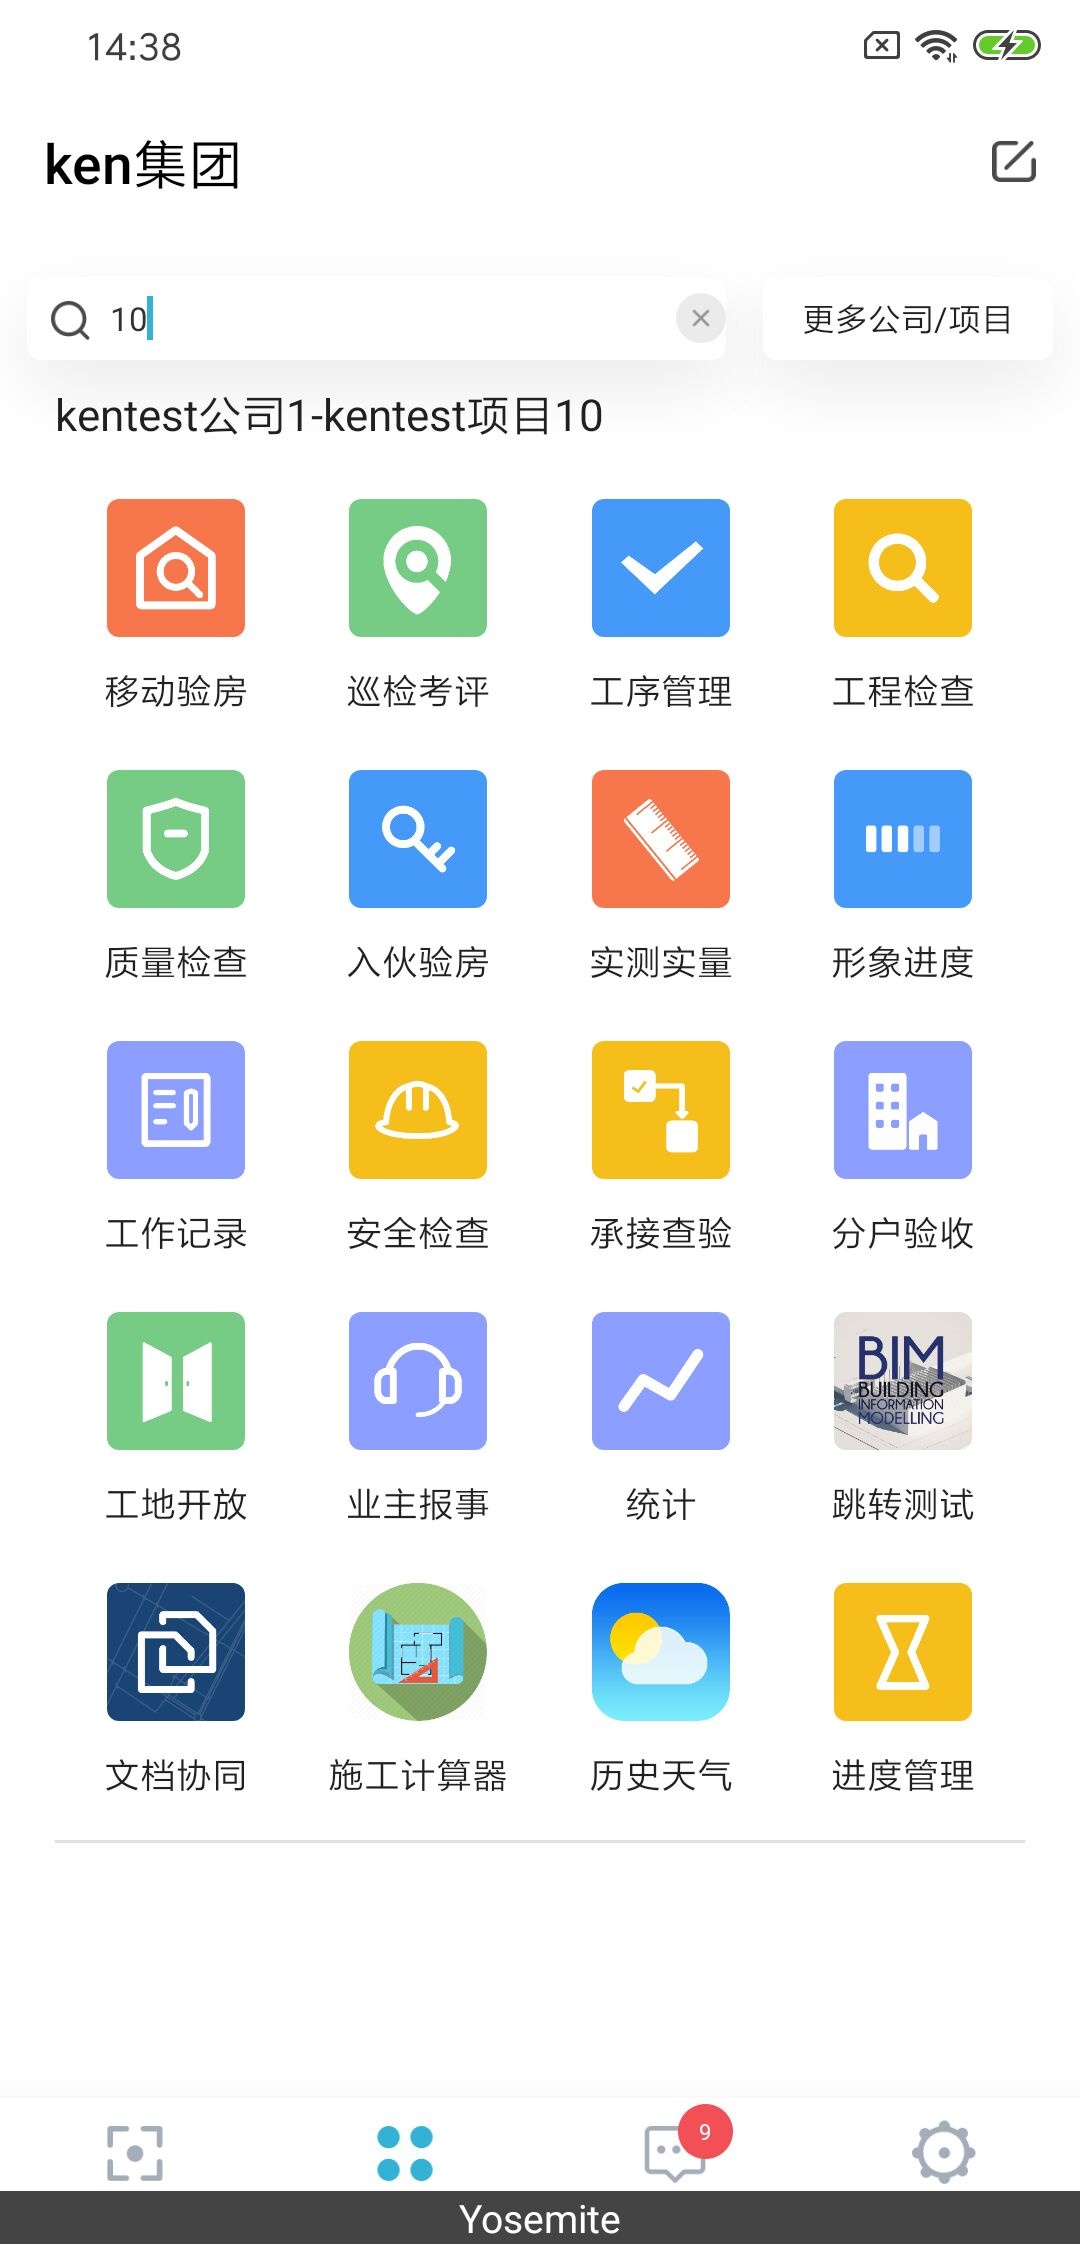 14:38
ken集团
10
更多公司/项目
kentest公司1-kentest项目10
移动验房
巡检考评
工序管理
工程检查
质量检查
入伙验房
实测实量
形象进度
工作记录
安全检查
承接查验
分户验收
BIM
BUILDING
INFORMATION
MODELLING
工地开放
业主报事
统计
跳转测试
文档协同
施工计算器
历史天气
进度管理
9
Yosemite